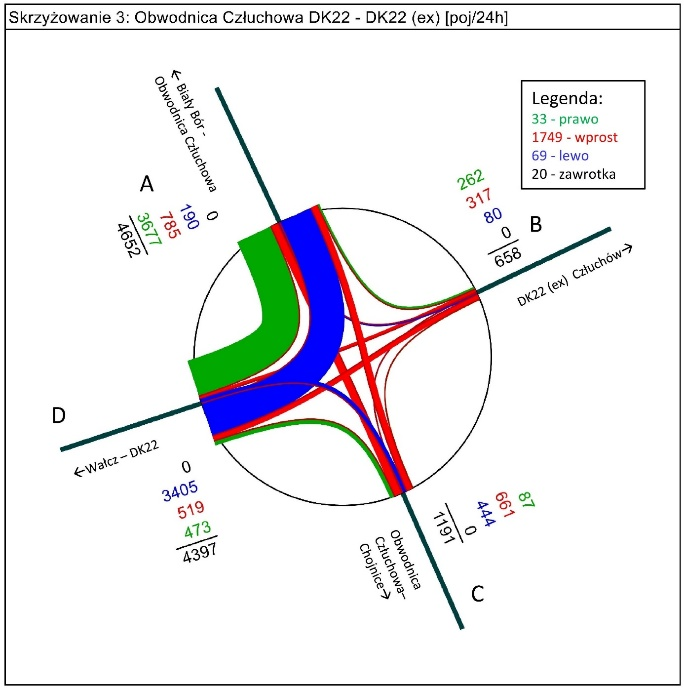 Skrzyżowanie 3: Obwodnica Człuchowa DK22 - DK22 (ex) [poj/24h]
Legenda:
33 - prawo
1749 - wprost
69 - lewo
20 - zawrotka
← Biały Bór -
Obwodnica Człuchowa
A
0
190
785
3677
4652
262
317
80
0
658
B
DK22 (ex) Człuchów→
D
←Wałcz – DK22
0
3405
519
473
4397
87
661
444
0
1191
Obwodnica
Człuchowa–
Chojnice→
C